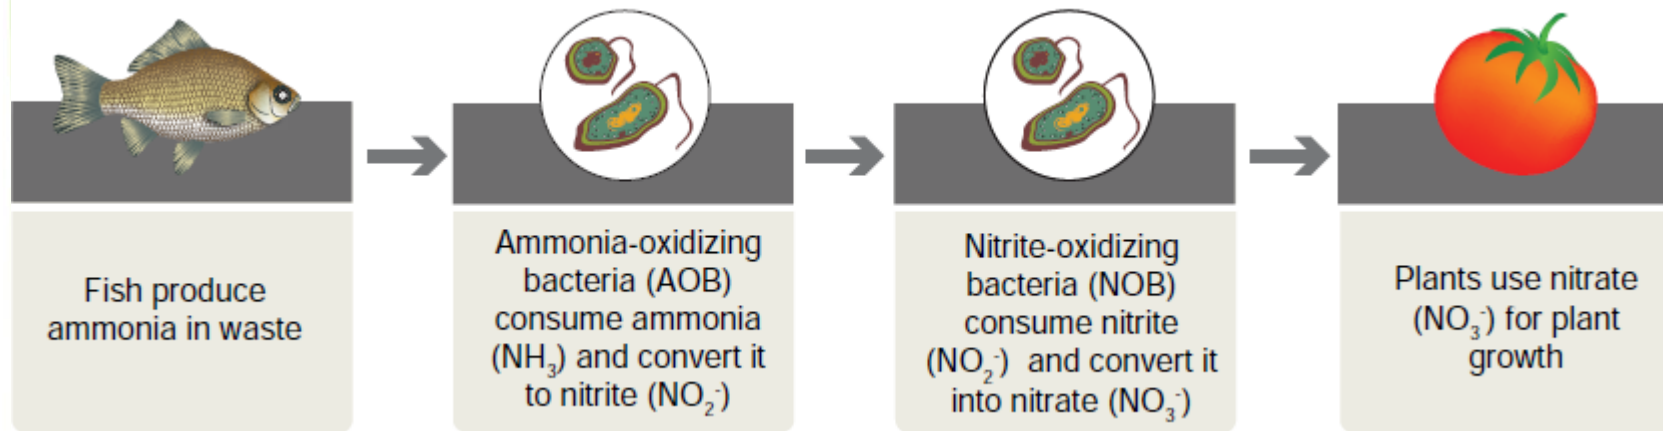 Fish produce
ammonia in waste
Ammonia-oxidizing
bacteria (AOB)
consume ammonia
(NH₃) and convert it
to nitrite (NO₂⁻)
Nitrite-oxidizing
bacteria (NOB)
consume nitrite
(NO₂⁻) and convert it
into nitrate (NO₃⁻)
Plants use nitrate
(NO₃⁻) for plant
growth